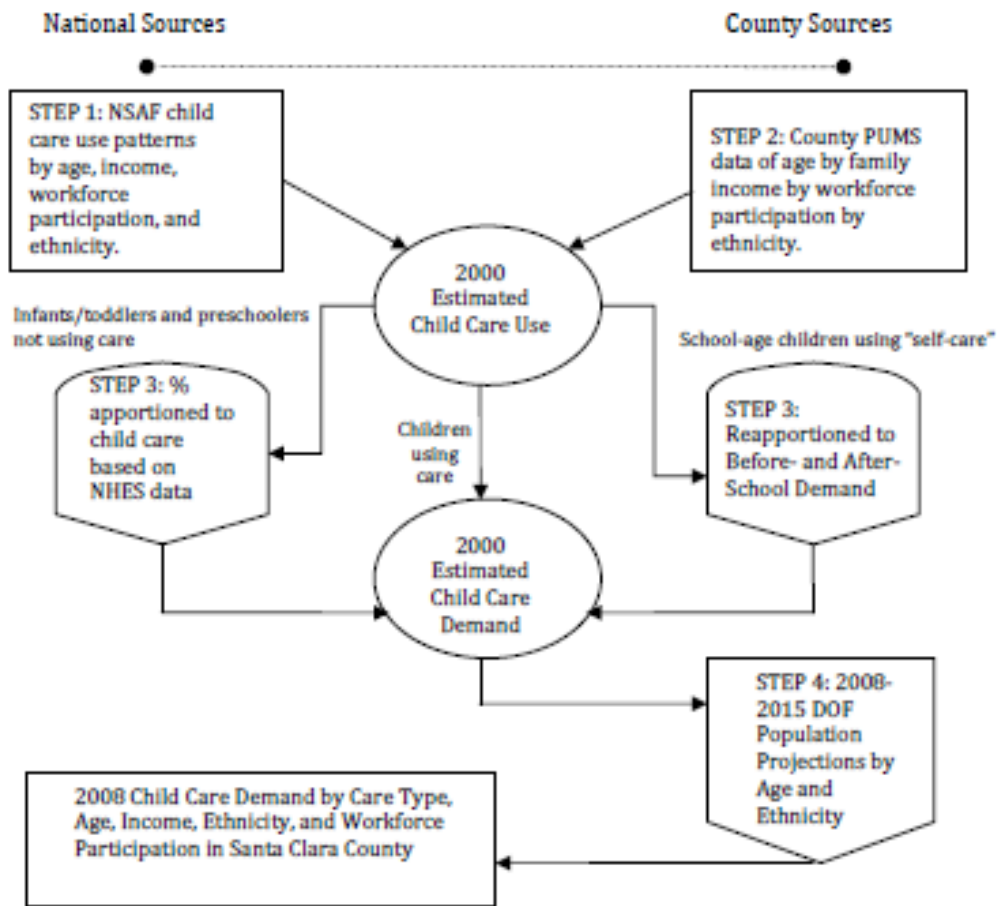 National Sources
County Sources
STEP 1: NSAF child
care use patterns
by age, income,
workforce
participation, and
ethnicity.
STEP 2: County PUMS
data of age by family
income by workforce
participation by
ethnicity.
2000
Estimated
Child Care Use
Infants/toddlers and preschoolers
not using care
School-age children using "self-care"
STEP 3: %
apportioned to
child care
based on
NHES data
Children
using
care
STEP 3:
Reapportioned to
Before- and After-
School Demand
2000
Estimated
Child Care
Demand
STEP 4: 2008-
2015 DOF
Population
Projections by
Age and
Ethnicity
2008 Child Care Demand by Care Type,
Age, Income, Ethnicity, and Workforce
Participation in Santa Clara County